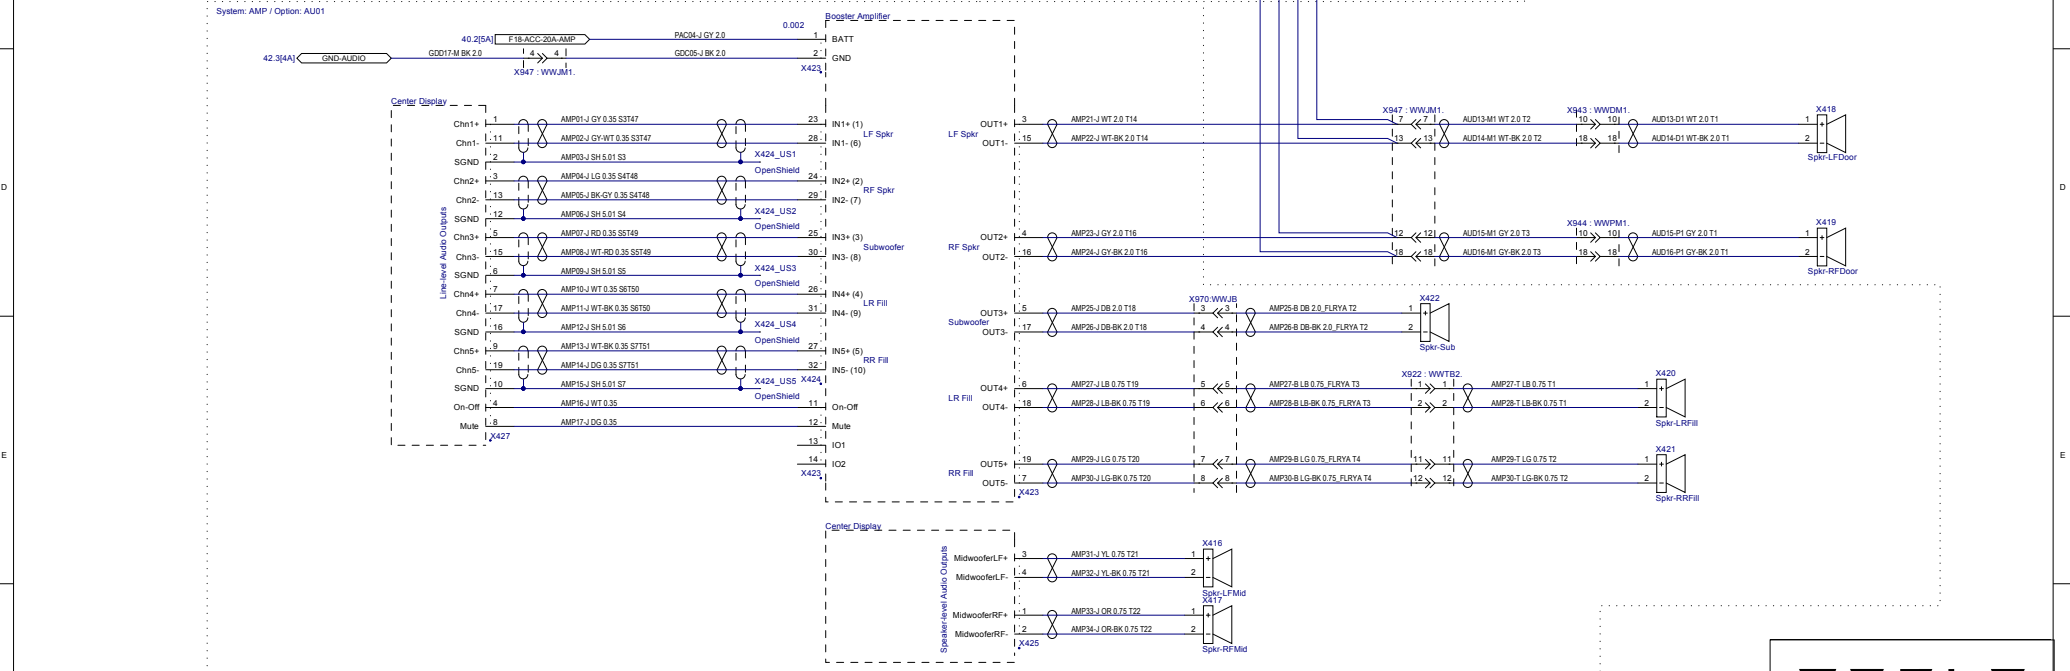 System: AMP / Option: AU01
Booster Amplifier
0.002
40.2[5A] F18-ACC-20A-AMP PAC04-J GY 2.0 1 BATT
42.3[4A] GND-AUDIO GDD17-M BK 2.0 4 4 GDC05-J BK 2.0 2 GND
X947 : WWJM1. X423
Center Display
Line-level Audio Outputs
Chn1+ 1 AMP01-J GY 0.35 S3T47 23 IN1+ (1)
LF Spkr
Chn1- 11 AMP02-J GY-WT 0.35 S3T47 28 IN1- (6)
SGND 2 AMP03-J SH 5.01 S3 X424_US1
OpenShield
Chn2+ 3 AMP04-J LG 0.35 S4T48 24 IN2+ (2)
RF Spkr
Chn2- 13 AMP05-J BK-GY 0.35 S4T48 29 IN2- (7)
SGND 12 AMP06-J SH 5.01 S4 X424_US2
OpenShield
Chn3+ 5 AMP07-J RD 0.35 S5T49 25 IN3+ (3)
Subwoofer
Chn3- 15 AMP08-J WT-RD 0.35 S5T49 30 IN3- (8)
SGND 6 AMP09-J SH 5.01 S5 X424_US3
OpenShield
Chn4+ 7 AMP10-J WT 0.35 S6T50 26 IN4+ (4)
LR Fill
Chn4- 17 AMP11-J WT-BK 0.35 S6T50 31 IN4- (9)
SGND 16 AMP12-J SH 5.01 S6 X424_US4
OpenShield
Chn5+ 9 AMP13-J WT-BK 0.35 S7T51 27 IN5+ (5)
RR Fill
Chn5- 19 AMP14-J DG 0.35 S7T51 32 IN5- (10)
X424
SGND 10 AMP15-J SH 5.01 S7 X424_US5
OpenShield
On-Off 4 AMP16-J WT 0.35 11 On-Off
Mute 8 AMP17-J DG 0.35 12 Mute
X427
13 IO1
14 IO2
X423
X947 : WWJM1. X943 : WWDM1. X418
LF Spkr
OUT1+ 3 AMP21-J WT 2.0 T14 7 7 AUD13-M1 WT 2.0 T2 10 10 AUD13-D1 WT 2.0 T1 1 +
OUT1- 15 AMP22-J WT-BK 2.0 T14 13 13 AUD14-M1 WT-BK 2.0 T2 18 18 AUD14-D1 WT-BK 2.0 T1 2 −
Spkr-LFDoor
X944 : WWPM1. X419
RF Spkr
OUT2+ 4 AMP23-J GY 2.0 T16 12 12 AUD15-M1 GY 2.0 T3 10 10 AUD15-P1 GY 2.0 T1 1 +
OUT2- 16 AMP24-J GY-BK 2.0 T16 18 18 AUD16-M1 GY-BK 2.0 T3 18 18 AUD16-P1 GY-BK 2.0 T1 2 −
Spkr-RFDoor
X970:WWJB X422
Subwoofer
OUT3+ 5 AMP25-J DB 2.0 T18 3 3 AMP25-B DB 2.0_FLRYA T2 1 +
OUT3- 17 AMP26-J DB-BK 2.0 T18 4 4 AMP26-B DB-BK 2.0_FLRYA T2 2 −
Spkr-Sub
X922 : WWTB2. X420
LR Fill
OUT4+ 6 AMP27-J LB 0.75 T19 5 5 AMP27-B LB 0.75_FLRYA T3 1 1 AMP27-T LB 0.75 T1 1 +
OUT4- 18 AMP28-J LB-BK 0.75 T19 6 6 AMP28-B LB-BK 0.75_FLRYA T3 2 2 AMP28-T LB-BK 0.75 T1 2 −
Spkr-LRFill
X421
RR Fill
OUT5+ 19 AMP29-J LG 0.75 T20 7 7 AMP29-B LG 0.75_FLRYA T4 11 11 AMP29-T LG 0.75 T2 1 +
OUT5- 7 AMP30-J LG-BK 0.75 T20 8 8 AMP30-B LG-BK 0.75_FLRYA T4 12 12 AMP30-T LG-BK 0.75 T2 2 −
X423 Spkr-RRFill
Center Display
Speaker-level Audio Outputs
X416
MidwooferLF+ 3 AMP31-J YL 0.75 T21 1 +
MidwooferLF- 4 AMP32-J YL-BK 0.75 T21 2 −
Spkr-LFMid
X417
MidwooferRF+ 1 AMP33-J OR 0.75 T22 1 +
MidwooferRF- 2 AMP34-J OR-BK 0.75 T22 2 −
X425 Spkr-RFMid
D
D
E
E